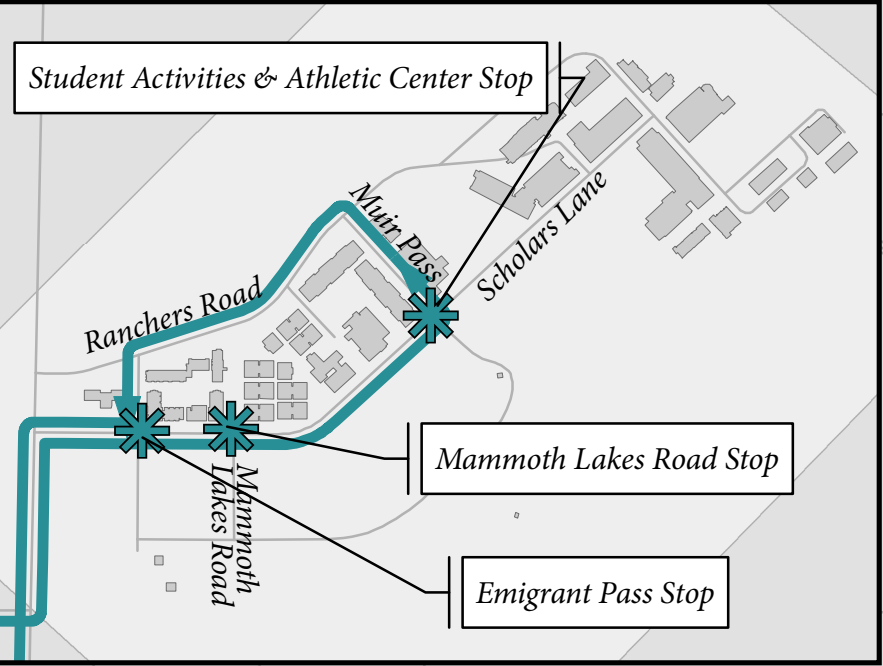 Student Activities & Athletic Center Stop
Muir Pass
Scholars Lane
Ranchers Road
Mammoth Lakes Road Stop
Mammoth
Lakes Road
Emigrant Pass Stop